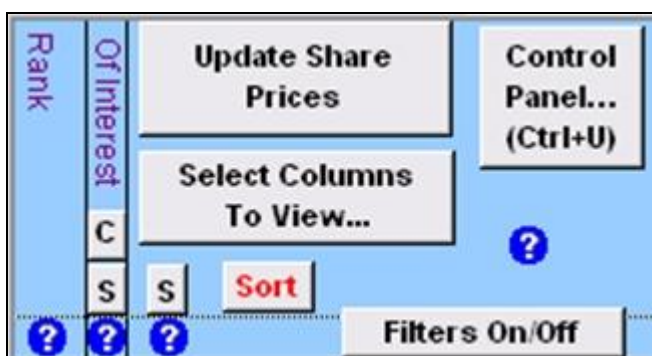 Rank
Of Interest
Update Share
Prices
Control
Panel...
(Ctrl+U)
Select Columns
To View...
C
?
S
S
Sort
?
?
?
Filters On/Off